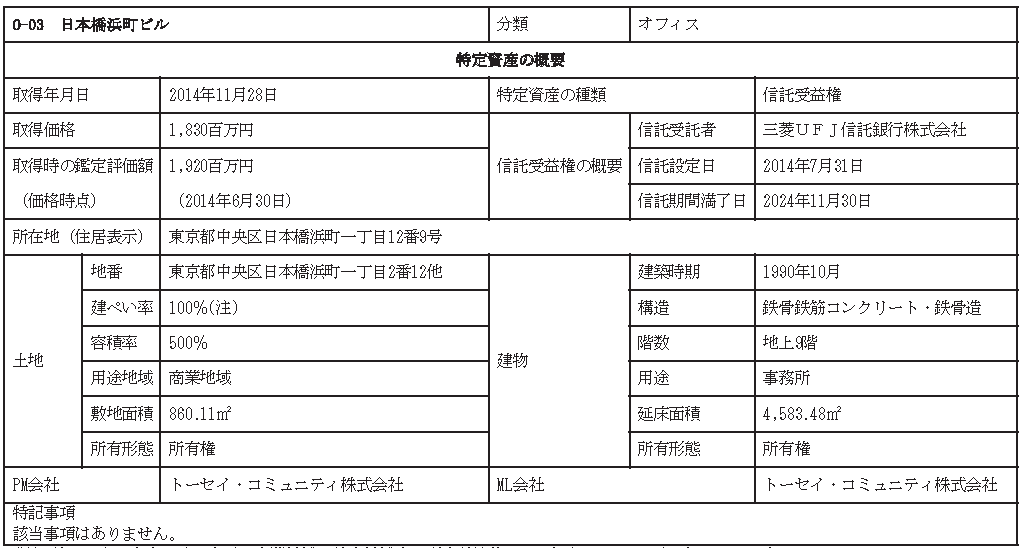 O-03 日本橋浜町ビル 分類 オフィス
特定資産の概要
取得年月日 2014年11月28日 特定資産の種類 信託受益権
取得価格 1,830百万円 信託受益権の概要 信託受託者 三菱ＵＦＪ信託銀行株式会社
取得時の鑑定評価額 1,920百万円 信託設定日 2014年7月31日
（価格時点） （2014年6月30日） 信託期間満了日 2024年11月30日
所在地（住居表示） 東京都中央区日本橋浜町一丁目12番9号
土地 地番 東京都中央区日本橋浜町一丁目2番12他 建物 建築時期 1990年10月
建ぺい率 100%(注) 構造 鉄骨鉄筋コンクリート・鉄骨造
容積率 500% 階数 地上9階
用途地域 商業地域 用途 事務所
敷地面積 860.11㎡ 延床面積 4,583.48㎡
所有形態 所有権 所有形態 所有権
PM会社 トーセイ・コミュニティ株式会社 ML会社 トーセイ・コミュニティ株式会社
特記事項
該当事項はありません。